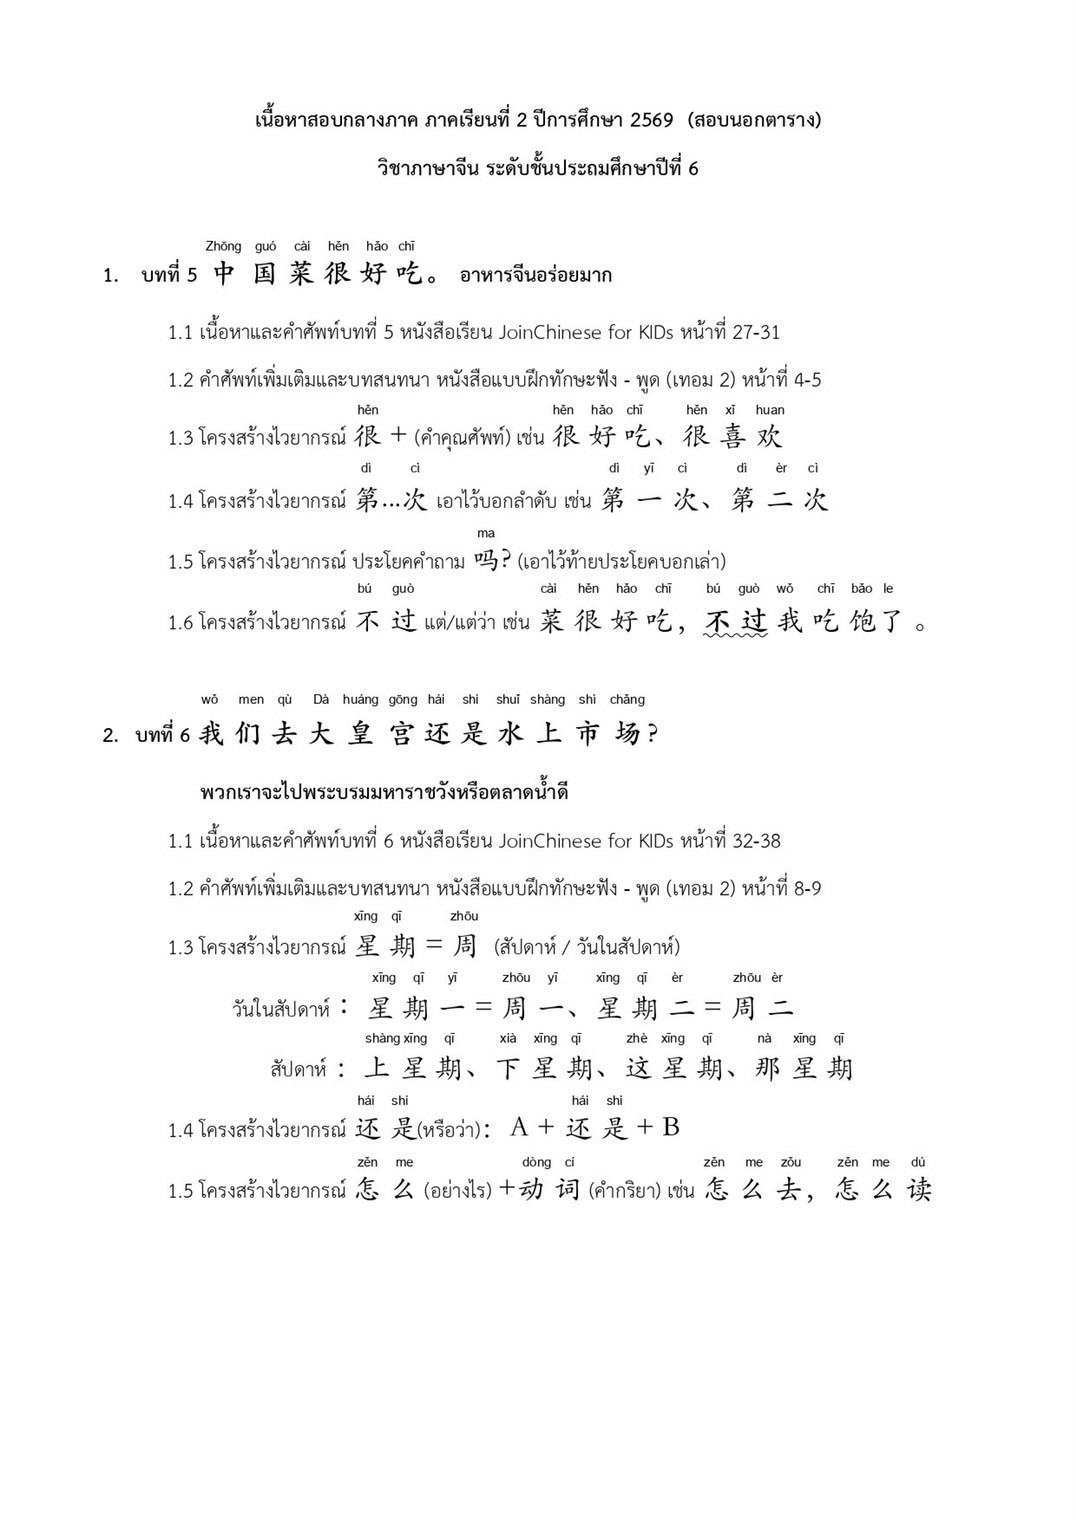 เนื้อหาสอบกลางภาค ภาคเรียนที่ 2 ปีการศึกษา 2569 (สอบนอกตาราง)
วิชาภาษาจีน ระดับชั้นประถมศึกษาปีที่ 6
Zhōng guó cài hěn hǎo chī
1. บทที่ 5 中国菜很好吃。 อาหารจีนอร่อยมาก
1.1 เนื้อหาและคำศัพท์บทที่ 5 หนังสือเรียน JoinChinese for KIDs หน้าที่ 27-31
1.2 คำศัพท์เพิ่มเติมและบทสนทนา หนังสือแบบฝึกทักษะฟัง - พูด (เทอม 2) หน้าที่ 4-5
hěn hěn hǎo chī hěn xǐ huan
1.3 โครงสร้างไวยากรณ์ 很 + (คำคุณศัพท์) เช่น 很好吃、很喜欢
dì cì dì yī cì dì èr cì
1.4 โครงสร้างไวยากรณ์ 第...次 เอาไว้บอกลำดับ เช่น 第一次、第二次
ma
1.5 โครงสร้างไวยากรณ์ ประโยคคำถาม 吗? (เอาไว้ท้ายประโยคบอกเล่า)
bú guò cài hěn hǎo chī bú guò wǒ chī bǎo le
1.6 โครงสร้างไวยากรณ์ 不过 แต่/แต่ว่า เช่น 菜很好吃, 不过我吃饱了。
wǒ men qù Dà huáng gōng hái shi shuǐ shàng shì chǎng
2. บทที่ 6 我们去大皇宫还是水上市场?
พวกเราจะไปพระบรมมหาราชวังหรือตลาดน้ำดี
1.1 เนื้อหาและคำศัพท์บทที่ 6 หนังสือเรียน JoinChinese for KIDs หน้าที่ 32-38
1.2 คำศัพท์เพิ่มเติมและบทสนทนา หนังสือแบบฝึกทักษะฟัง - พูด (เทอม 2) หน้าที่ 8-9
xīng qī zhōu
1.3 โครงสร้างไวยากรณ์ 星期 = 周 (สัปดาห์ / วันในสัปดาห์)
xīng qī yī zhōu yī xīng qī èr zhōu èr
วันในสัปดาห์ : 星期一 = 周一、星期二 = 周二
shàng xīng qī xià xīng qī zhè xīng qī nà xīng qī
สัปดาห์ : 上星期、下星期、这星期、那星期
hái shi hái shi
1.4 โครงสร้างไวยากรณ์ 还是(หรือว่า): A + 还是 + B
zěn me dòng cí zěn me zǒu zěn me dú
1.5 โครงสร้างไวยากรณ์ 怎么 (อย่างไร) +动词 (คำกริยา) เช่น 怎么去, 怎么读